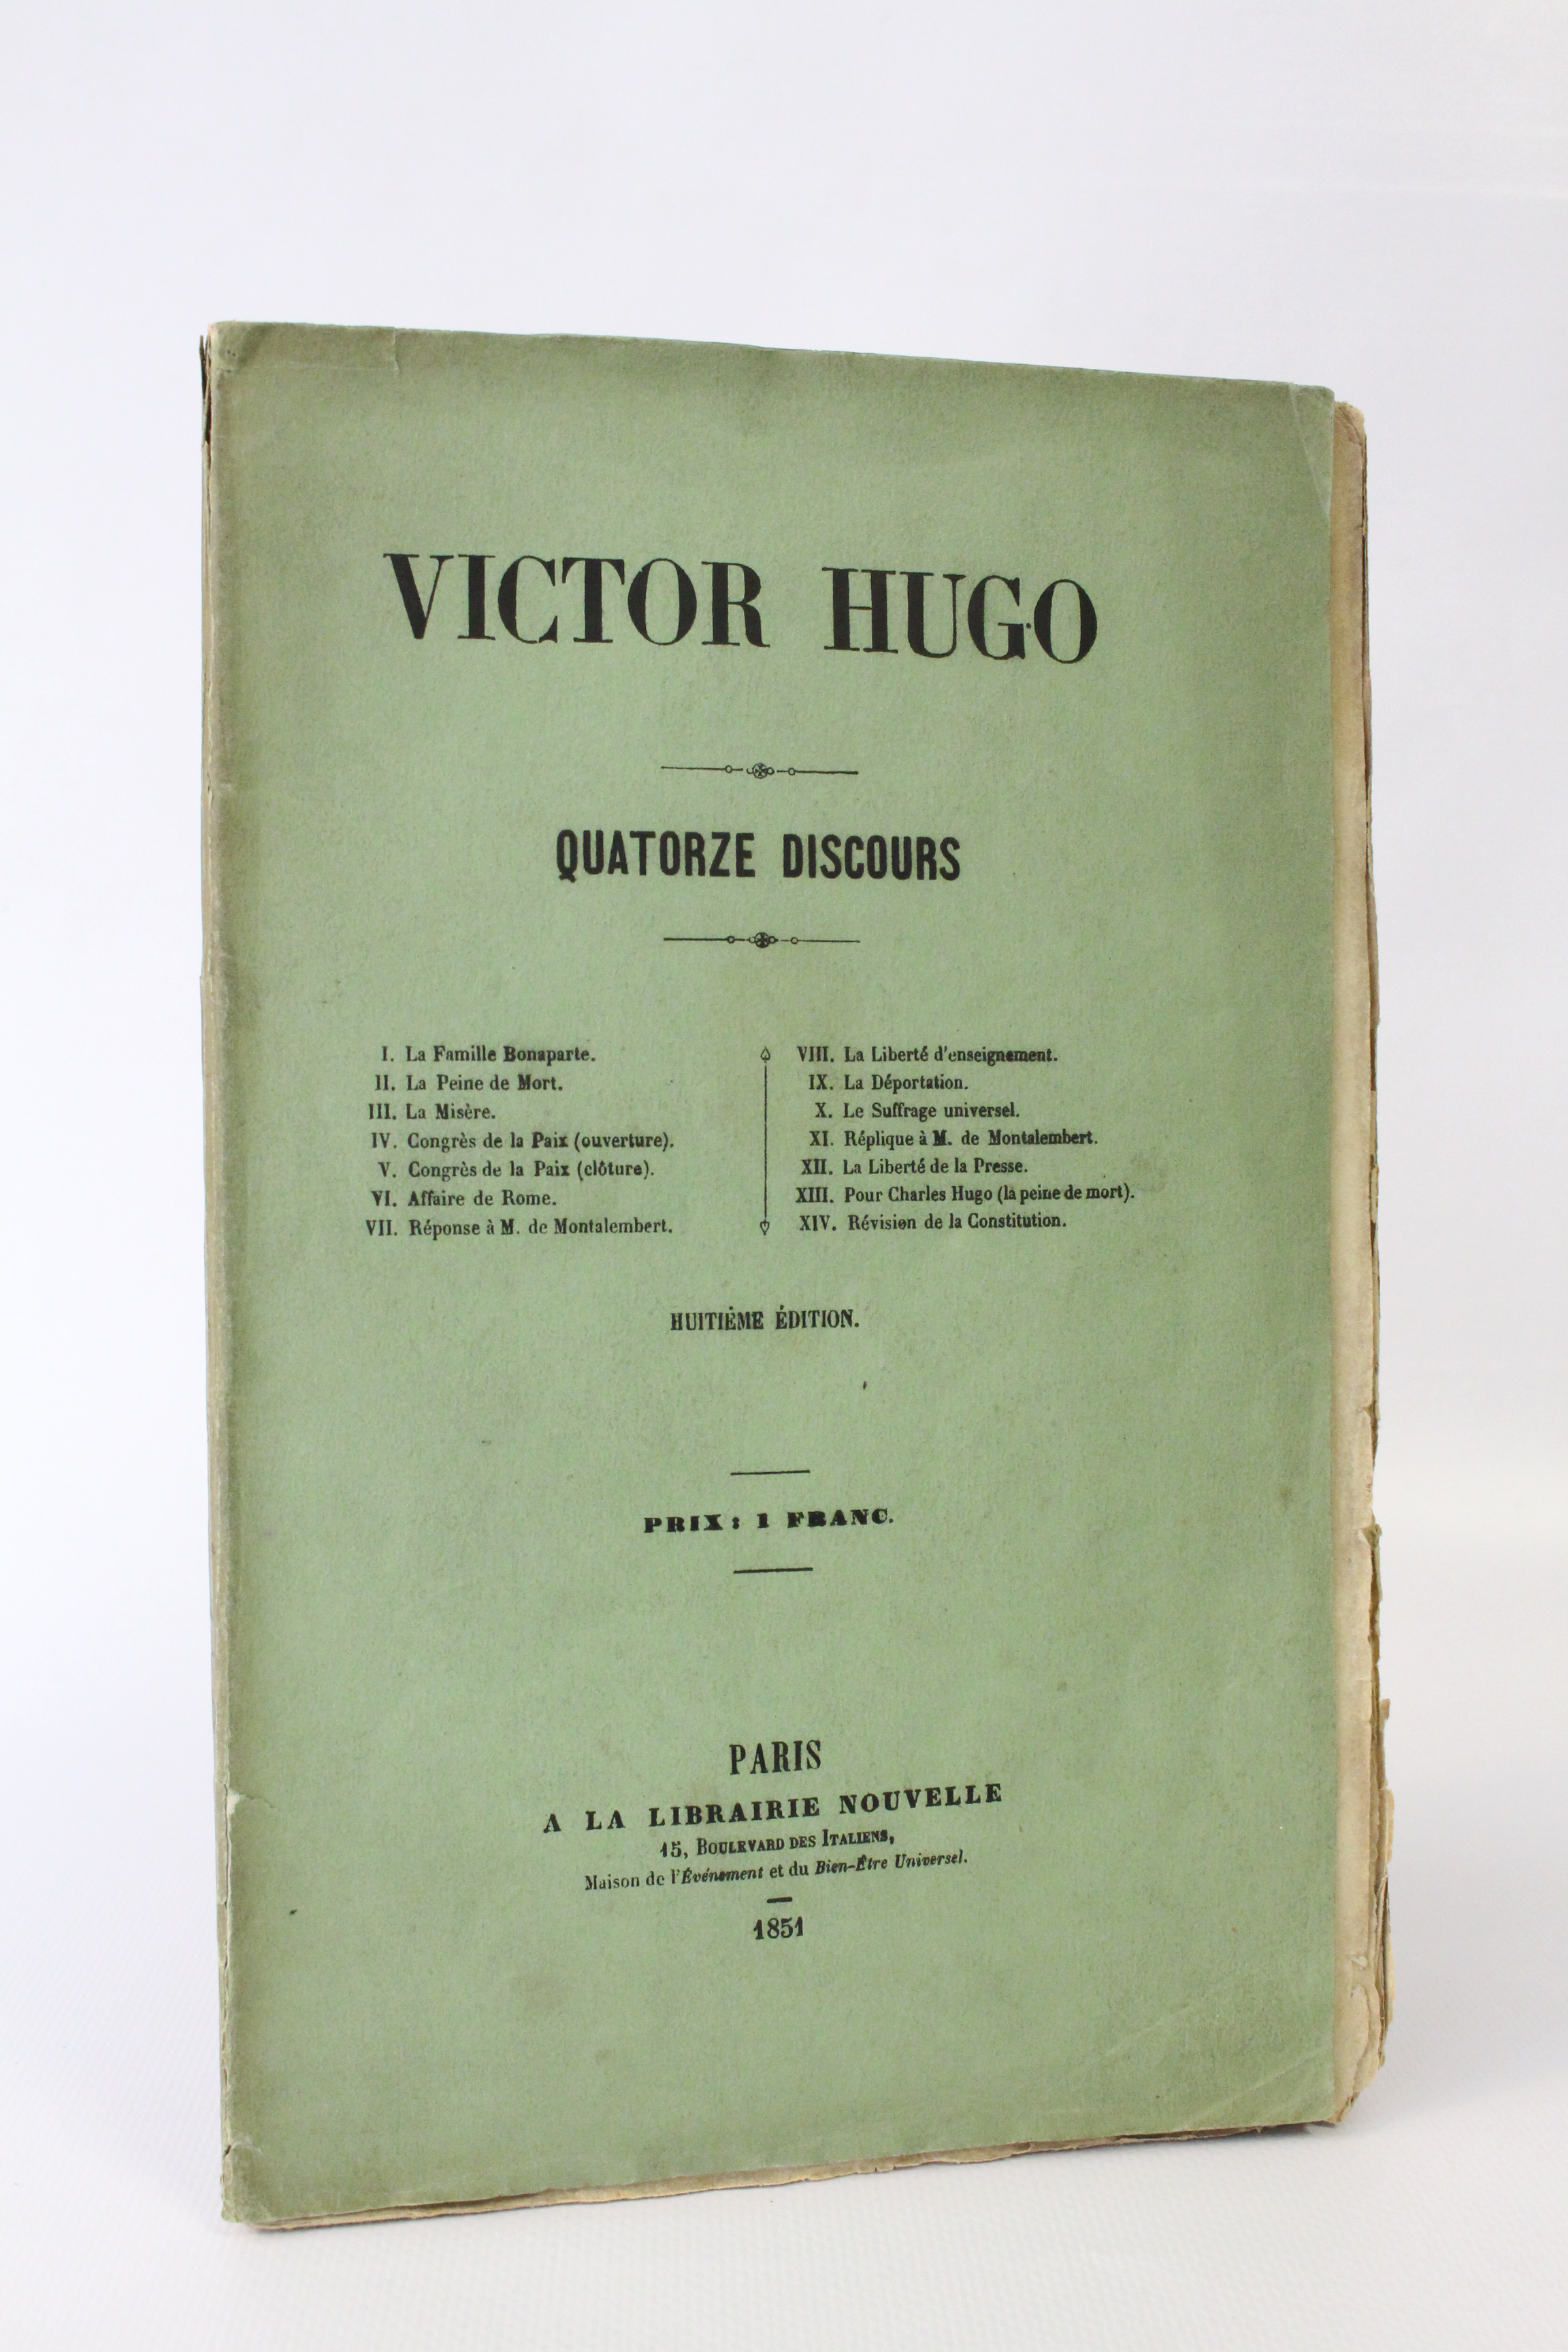 VICTOR HUGO
QUATORZE DISCOURS
I. La Famille Bonaparte.
II. La Peine de Mort.
III. La Misère.
IV. Congrès de la Paix (ouverture).
V. Congrès de la Paix (clôture).
VI. Affaire de Rome.
VII. Réponse à M. de Montalembert.
VIII. La Liberté d'enseignement.
IX. La Déportation.
X. Le Suffrage universel.
XI. Réplique à M. de Montalembert.
XII. La Liberté de la Presse.
XIII. Pour Charles Hugo (la peine de mort).
XIV. Révision de la Constitution.
HUITIÈME ÉDITION.
PRIX : 1 FRANC.
PARIS
A LA LIBRAIRIE NOUVELLE
15, BOULEVARD DES ITALIENS,
Maison de l'Événement et du Bien-Être Universel.
1851